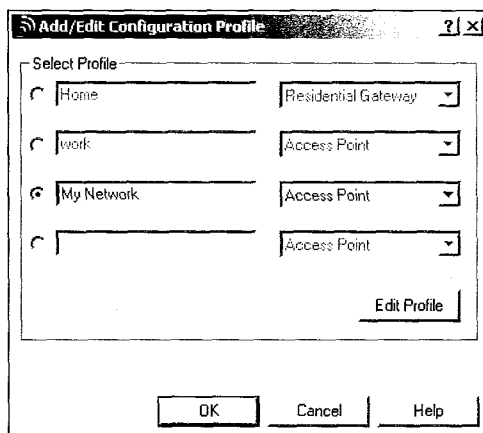 Add/Edit Configuration Profile ? ×
Select Profile
Home Residential Gateway
work Access Point
My Network Access Point
Access Point
Edit Profile
OK Cancel Help